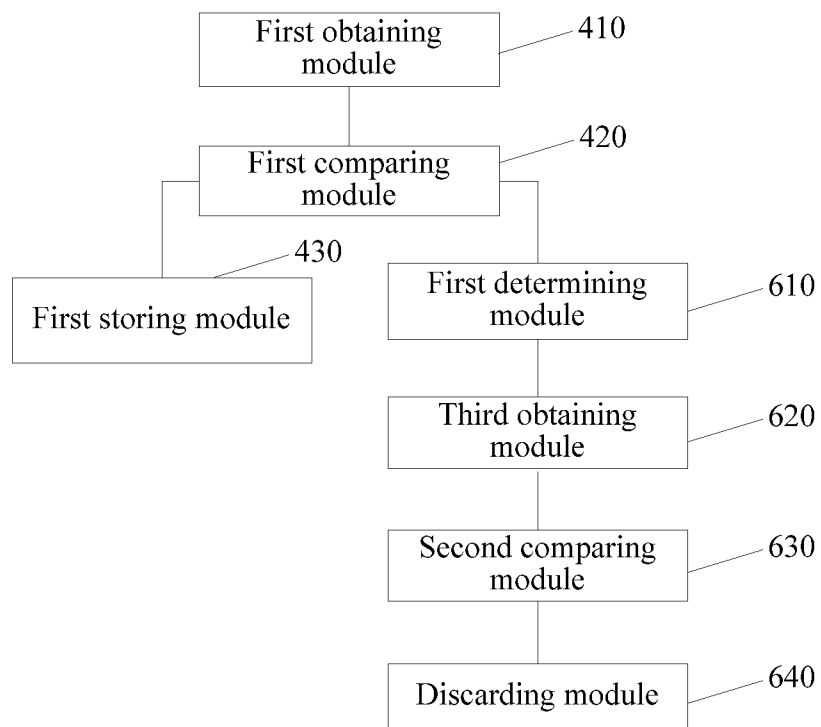 First obtaining
module
410
First comparing
module
420
430
First storing module
First determining
module
610
Third obtaining
module
620
Second comparing
module
630
Discarding module
640